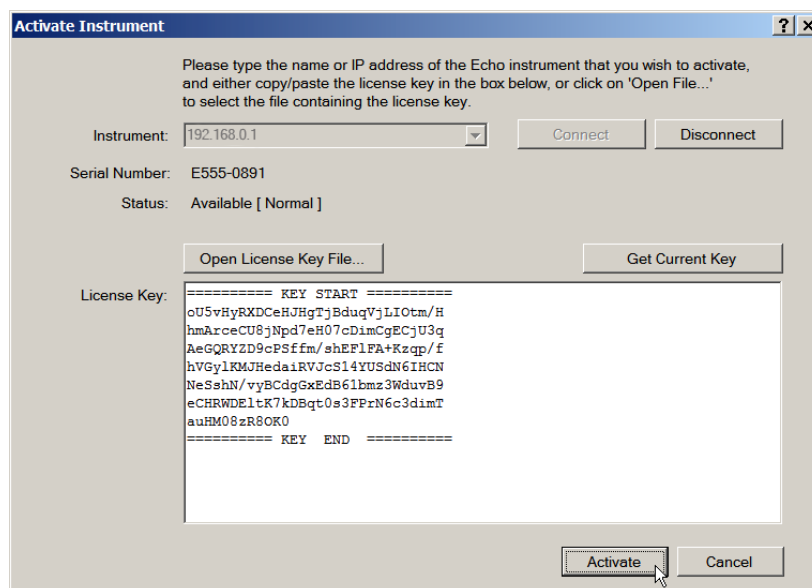 Activate Instrument
Please type the name or IP address of the Echo instrument that you wish to activate,
and either copy/paste the license key in the box below, or click on 'Open File...'
to select the file containing the license key.
Instrument: 192.168.0.1 Connect Disconnect
Serial Number: E555-0891
Status: Available [ Normal ]
Open License Key File... Get Current Key
License Key:
========== KEY START ==========
oU5vHyRXDCeHJHgTjBduqVjLIOtm/H
hmArceCU8jNpd7eH07cDimCgECjU3q
AeGQRYZD9cPSffm/shEFlFA+Kzqp/f
hVGylKMJHedaiRVJcS14YUSdN6IHCN
NeSshN/vyBCdgGxEdB61bmz3WduvB9
eCHRWDEltK7kDBqt0s3FPrN6c3dimT
auHM08zR8OK0
========== KEY  END  ==========
Activate Cancel